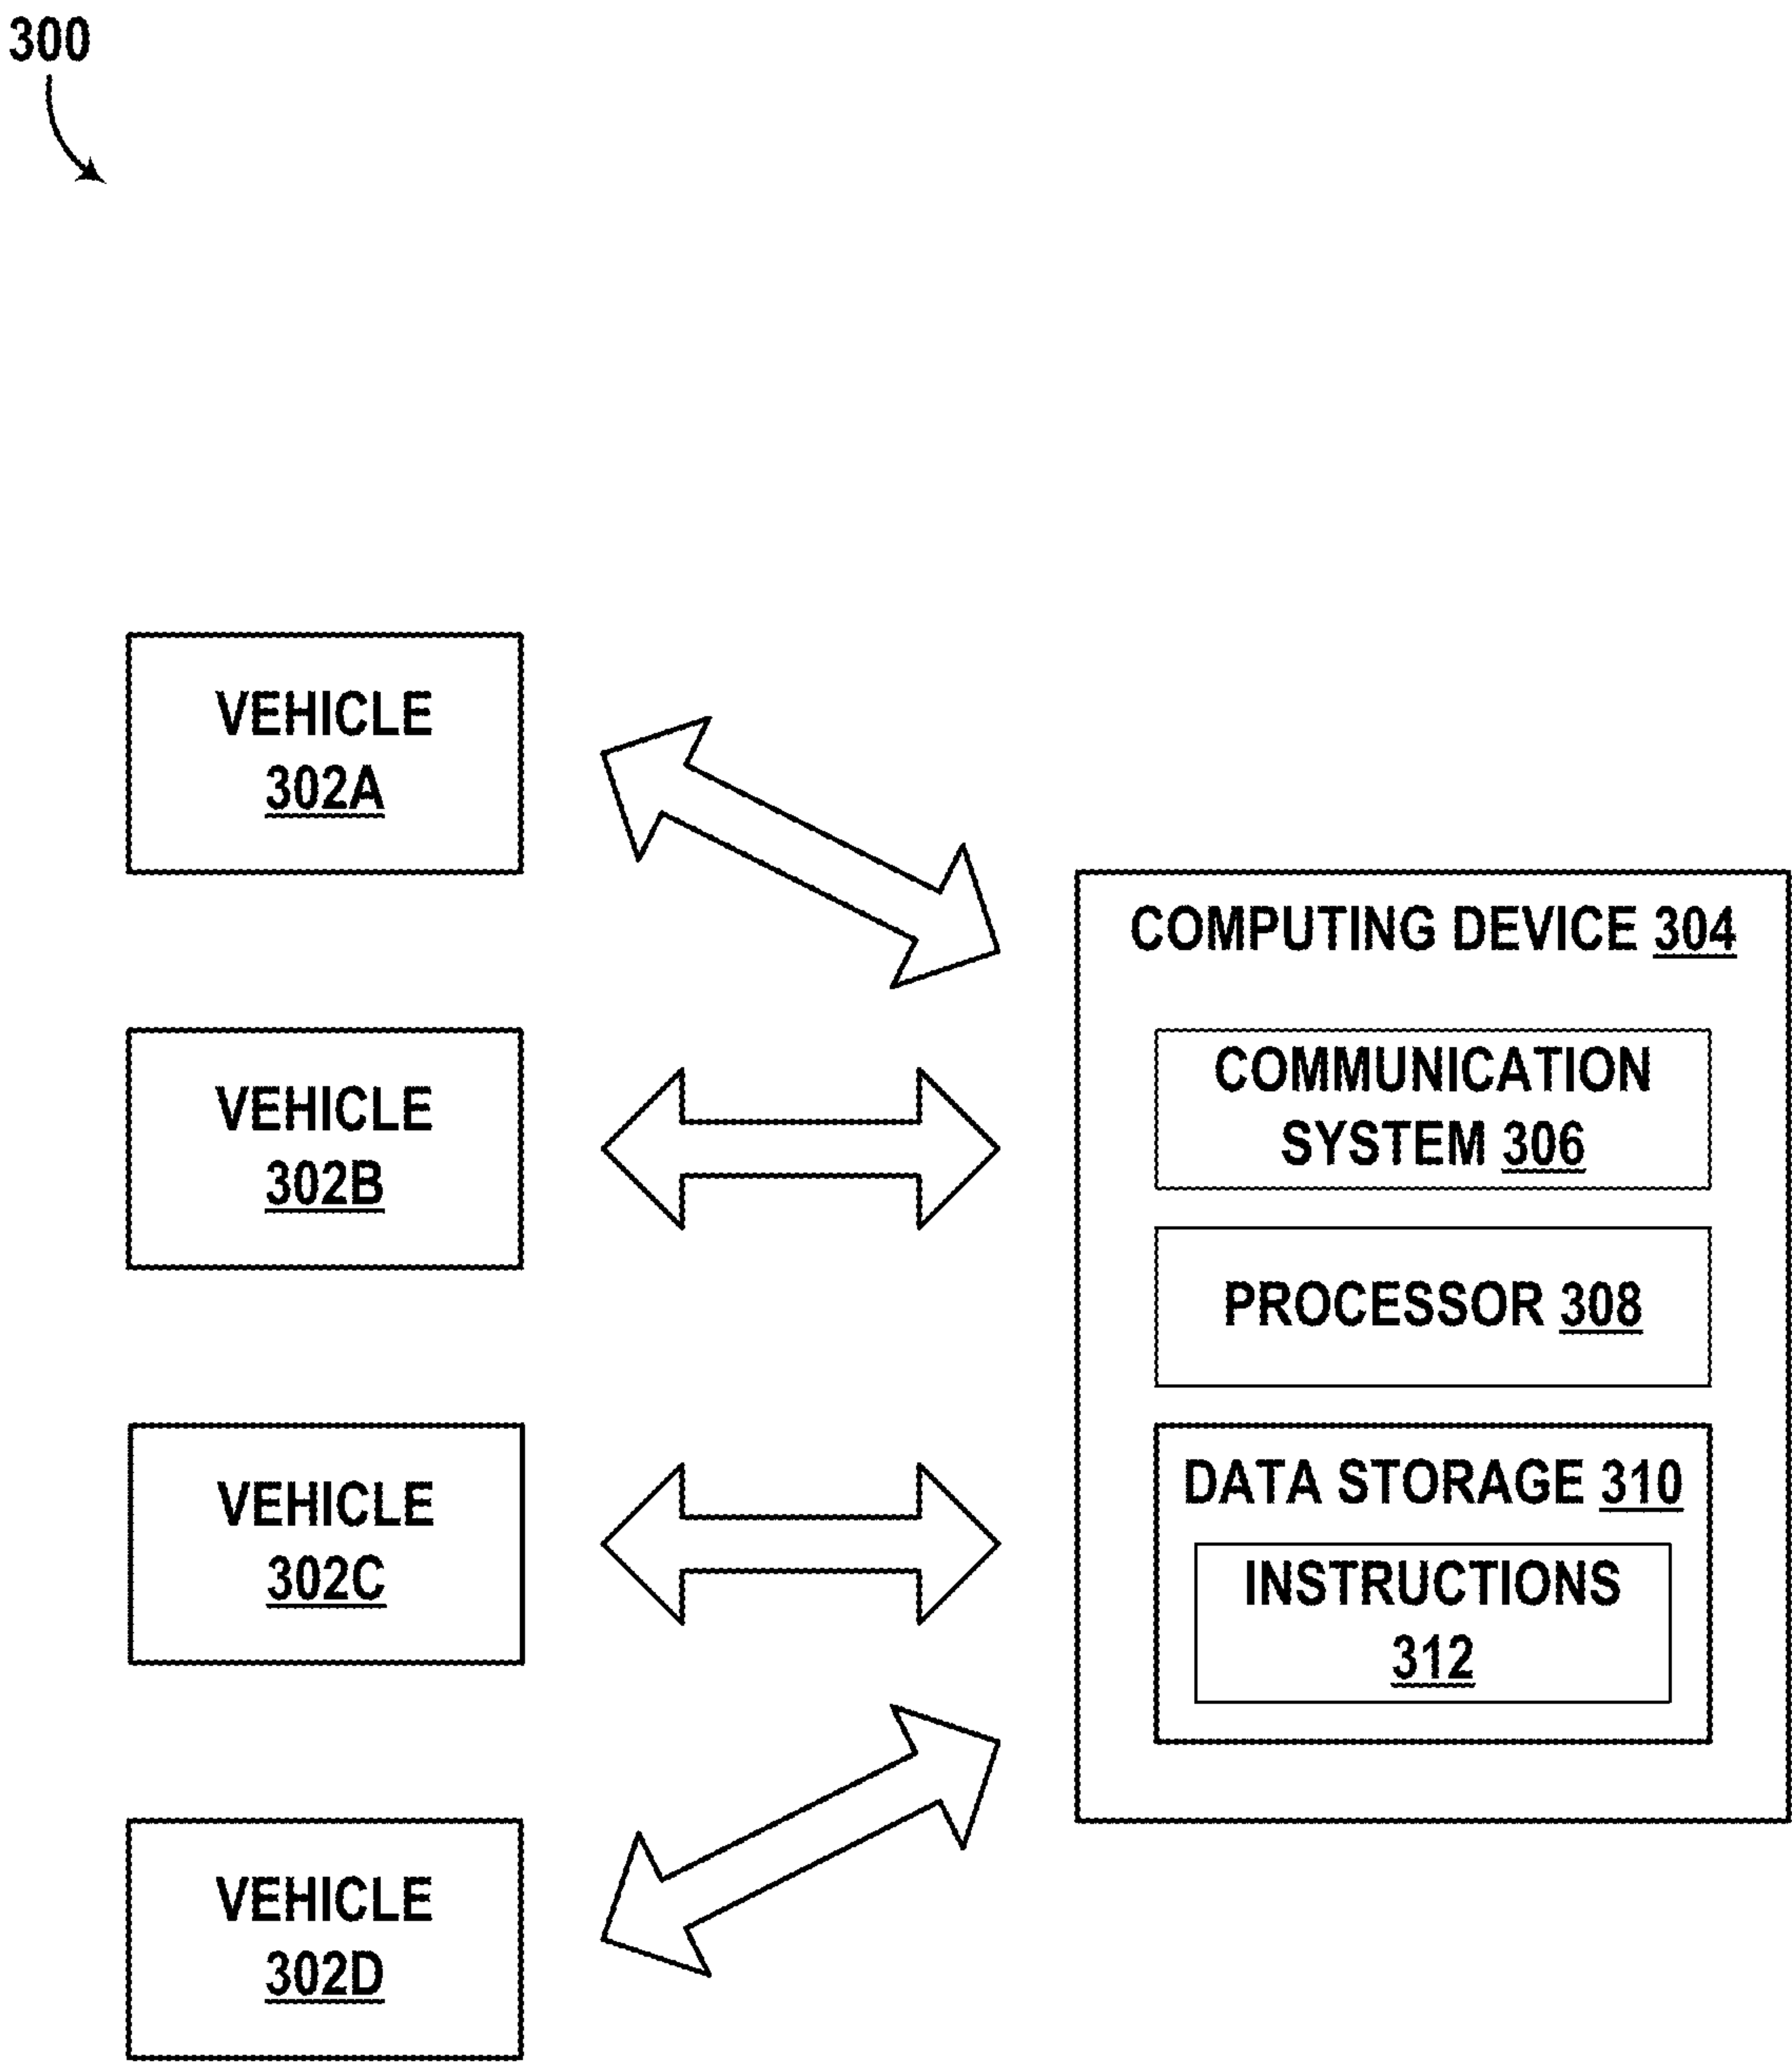 300
VEHICLE
302A
VEHICLE
302B
VEHICLE
302C
VEHICLE
302D
COMPUTING DEVICE 304
COMMUNICATION
SYSTEM 306
PROCESSOR 308
DATA STORAGE 310
INSTRUCTIONS
312